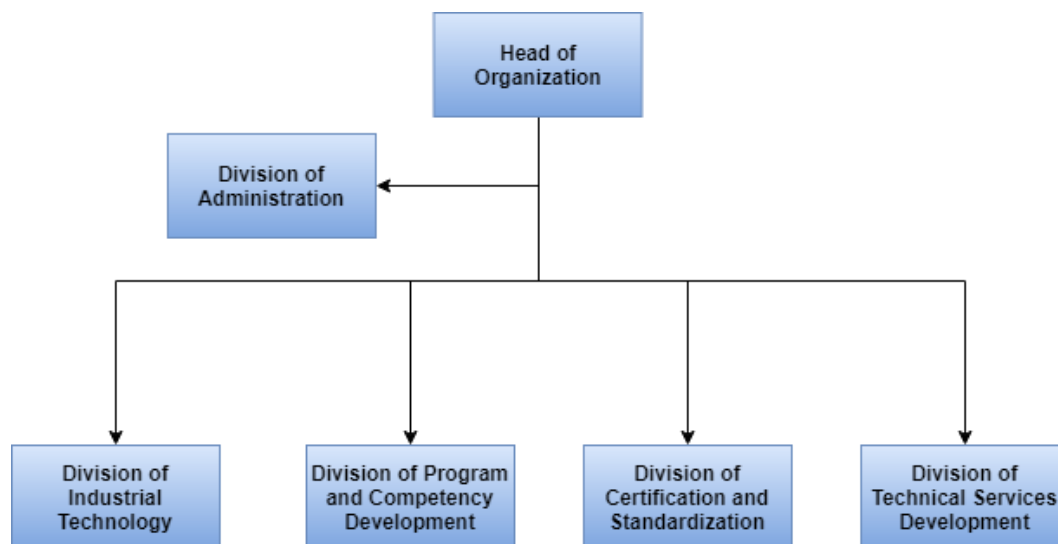 Head of
Organization
Division of
Administration
Division of
Industrial
Technology
Division of Program
and Competency
Development
Division of
Certification and
Standardization
Division of
Technical Services
Development